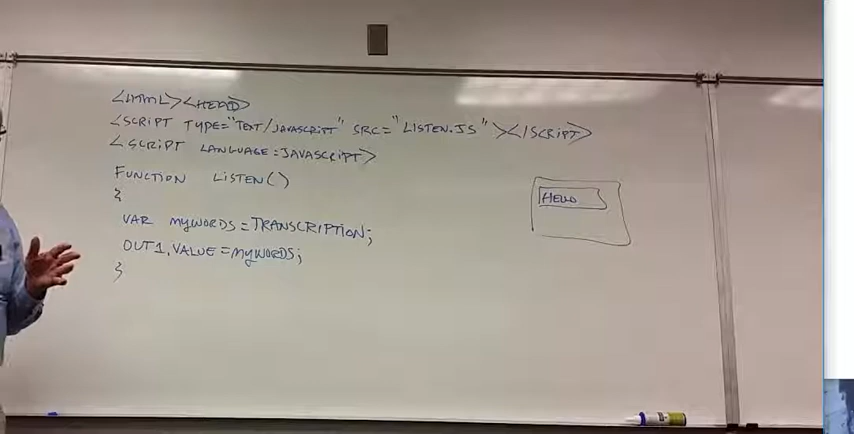 <HTML><HEAD>
<SCRIPT TYPE="TEXT/JAVASCRIPT" SRC="LISTEN.JS"></SCRIPT>
<SCRIPT LANGUAGE=JAVASCRIPT>
FUNCTION LISTEN()
{
VAR MYWORDS=TRANSCRIPTION;
OUT1.VALUE=MYWORDS;
}
HELLO